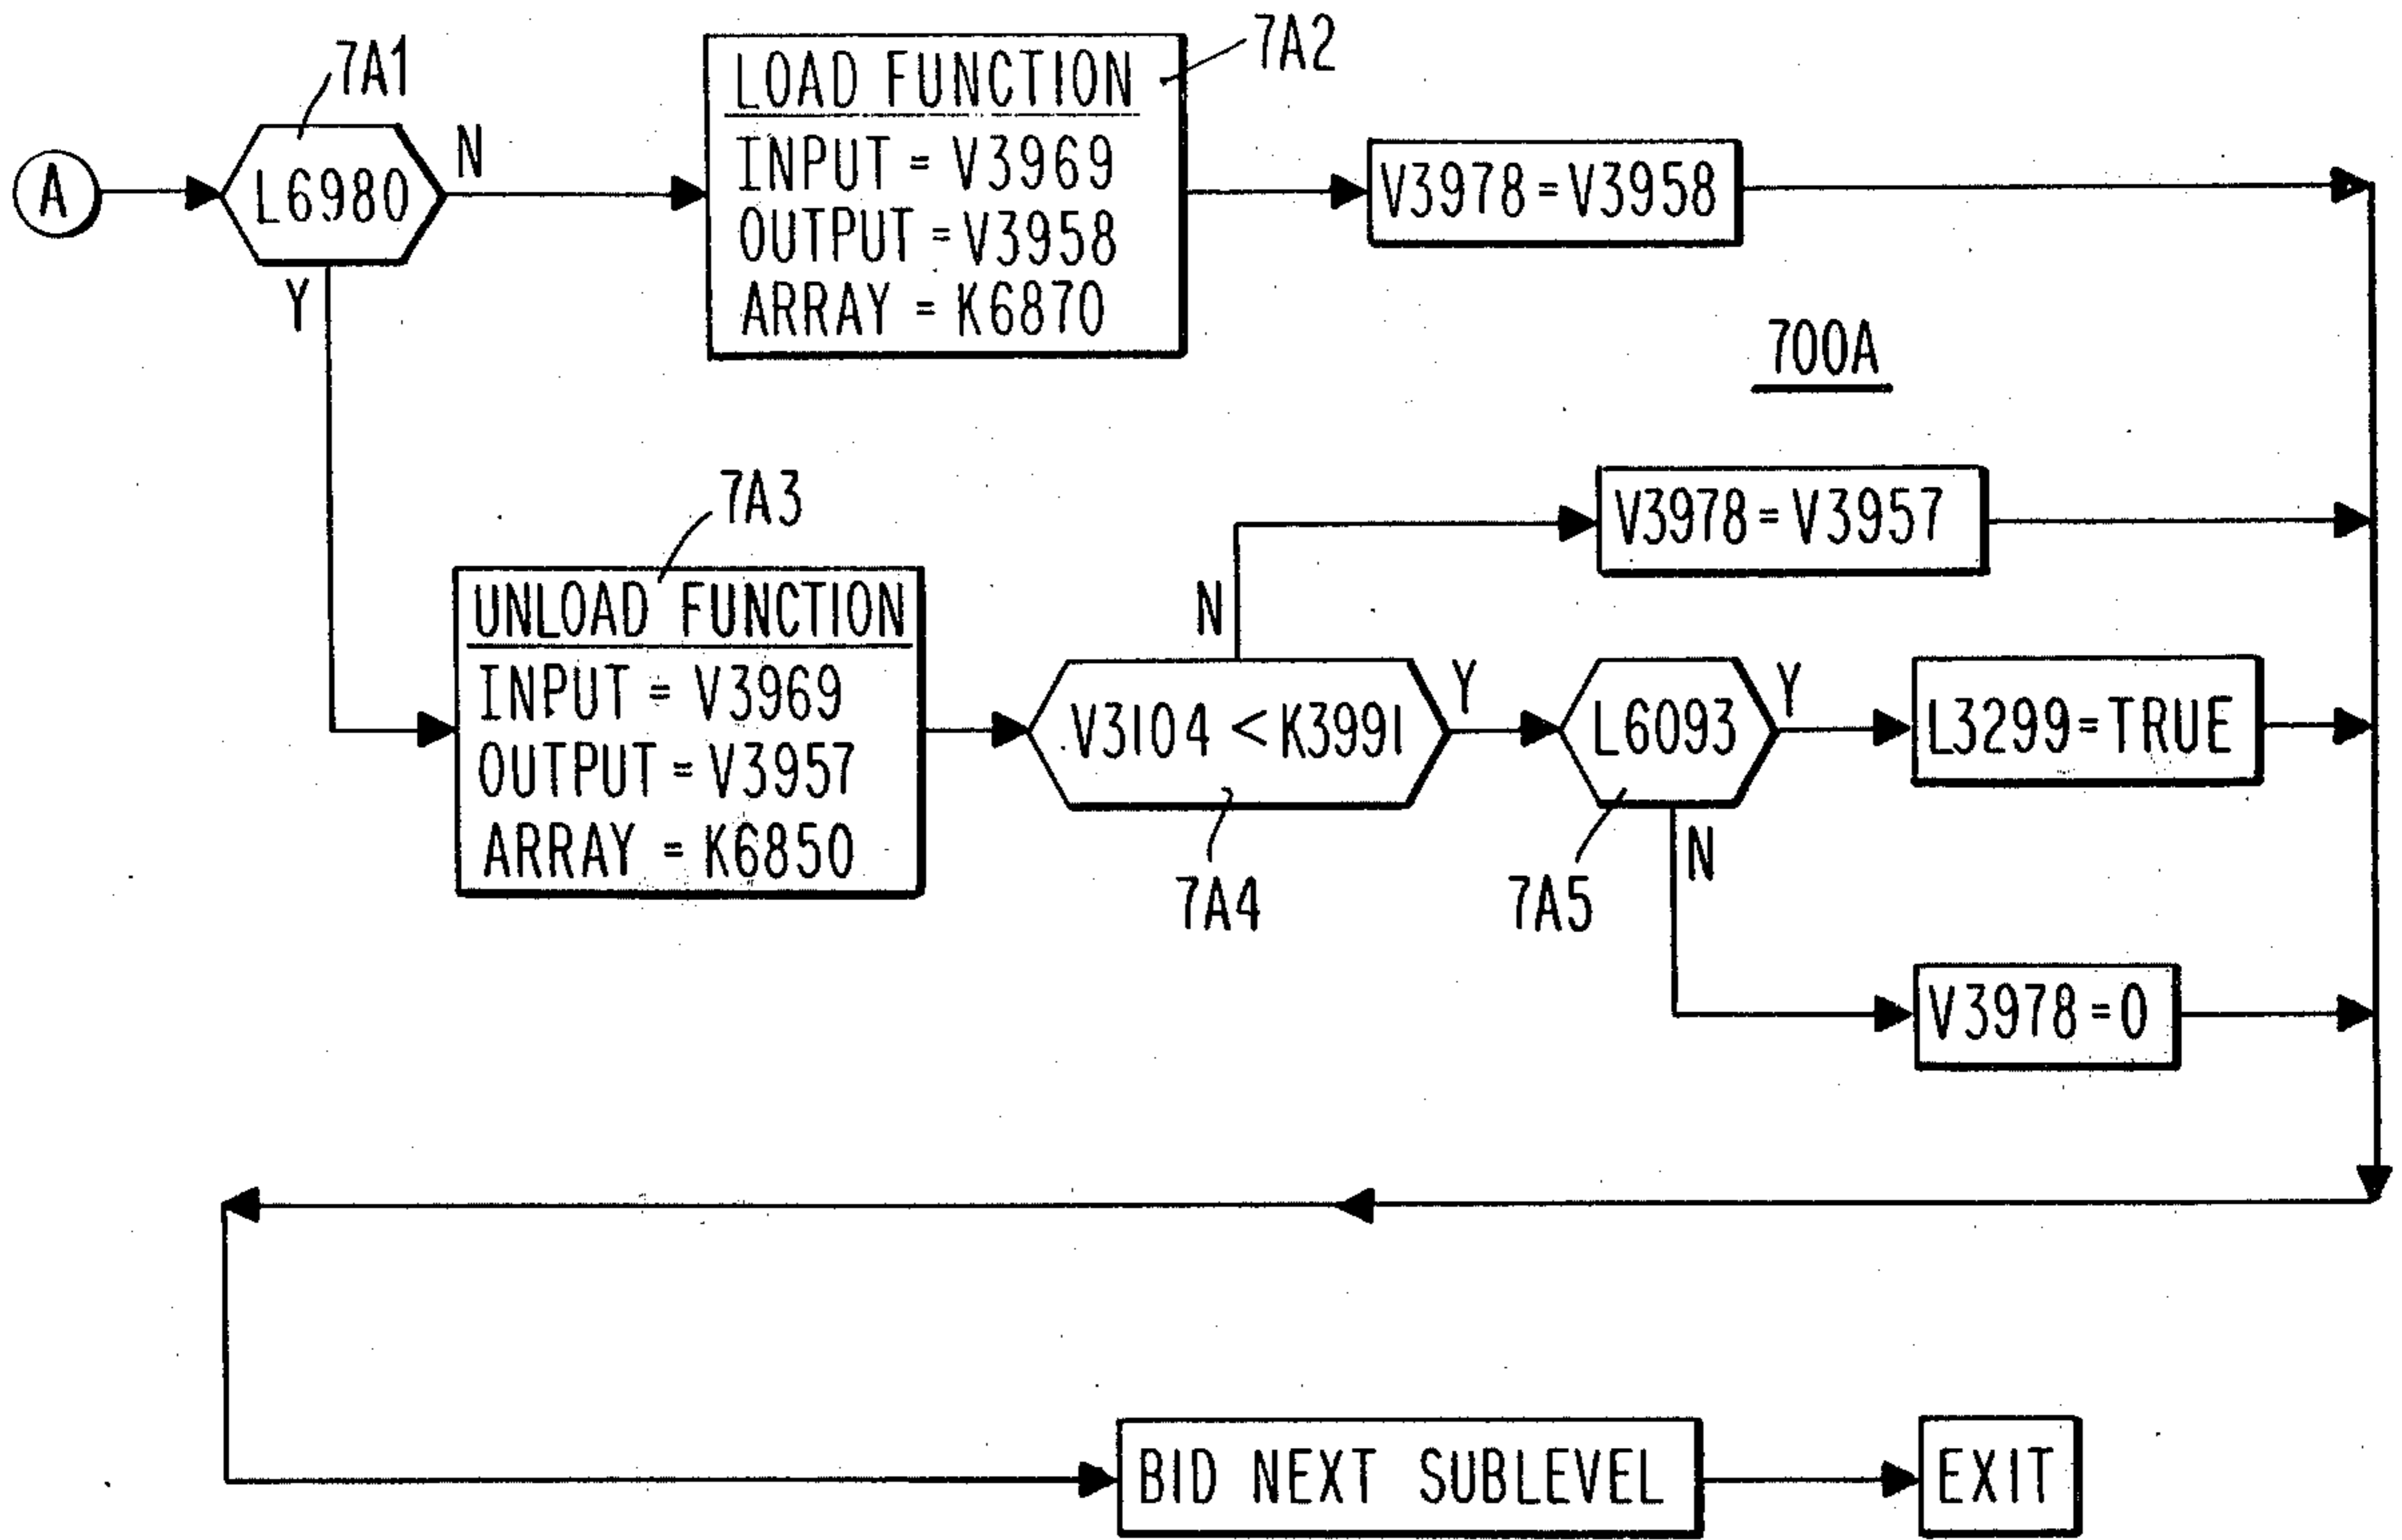 7A1
A
L6980
N
Y
7A2
LOAD FUNCTION
INPUT = V3969
OUTPUT = V3958
ARRAY = K6870
V3978 = V3958
700A
7A3
UNLOAD FUNCTION
INPUT = V3969
OUTPUT = V3957
ARRAY = K6850
V3104 < K3991
N
Y
7A4
V3978 = V3957
L6093
Y
N
7A5
L3299 = TRUE
V3978 = 0
BID NEXT SUBLEVEL
EXIT